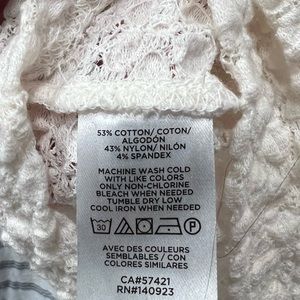 53% COTTON/ COTON/
ALGODÓN
43% NYLON/ NILÓN
4% SPANDEX
MACHINE WASH COLD
WITH LIKE COLORS
ONLY NON-CHLORINE
BLEACH WHEN NEEDED
TUMBLE DRY LOW
COOL IRON WHEN NEEDED
30
AVEC DES COULEURS
SEMBLABLES / CON
COLORES SIMILARES
CA#57421
RN#140923